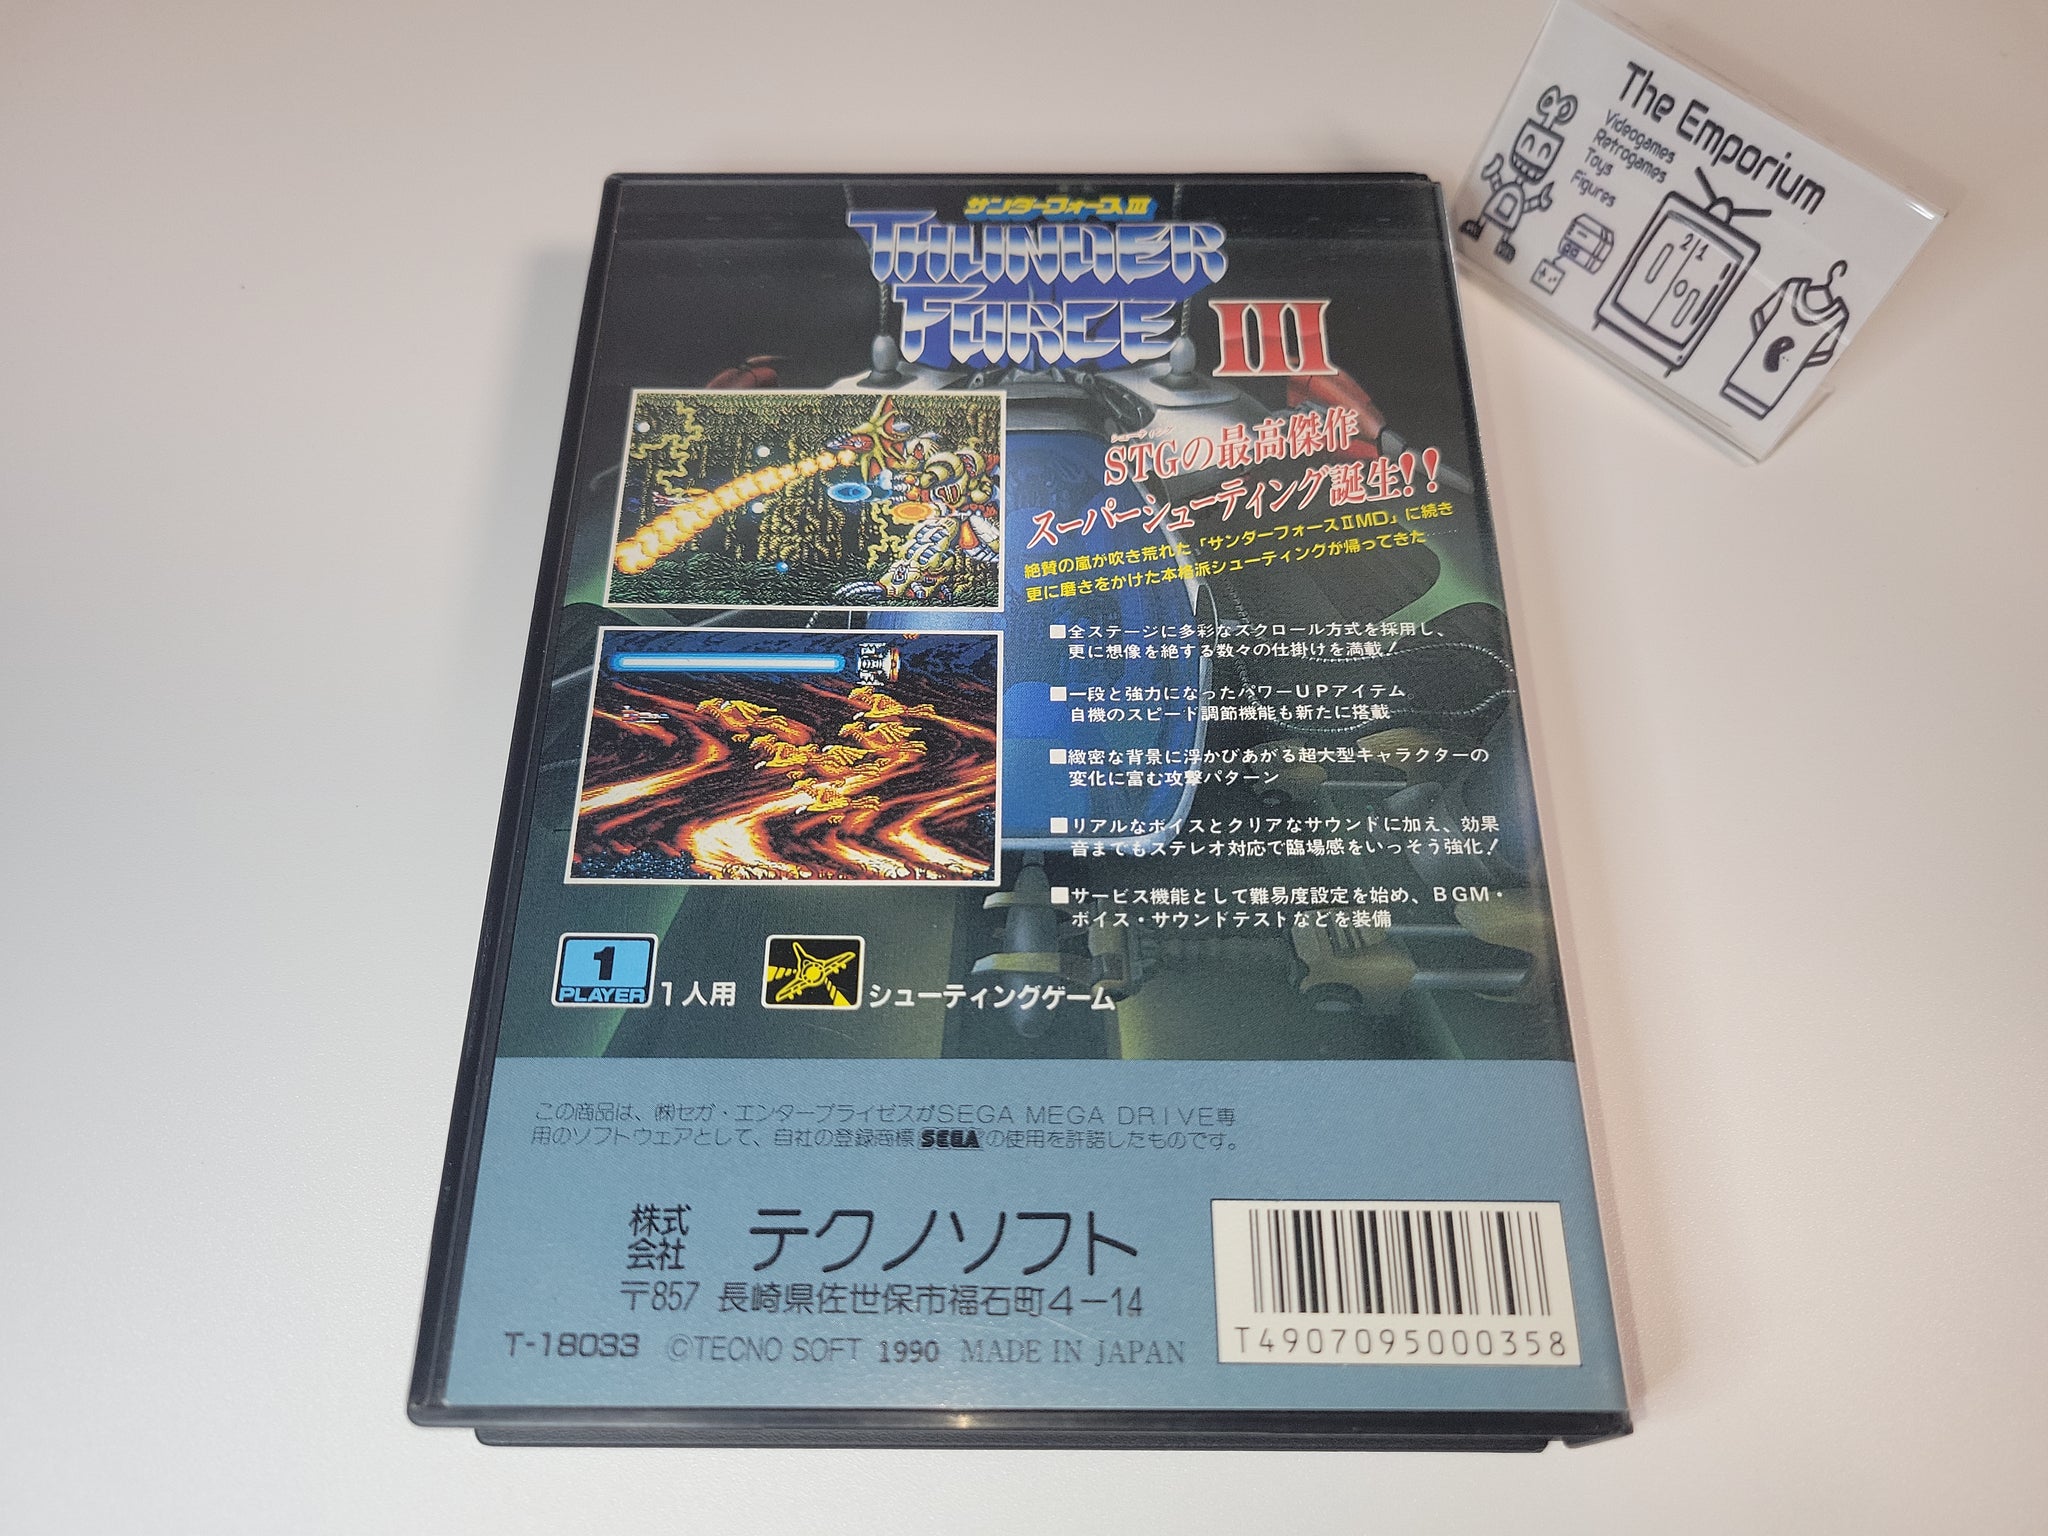 The Emporium
Videogames
Retrogames
Toys
Figures
サンダーフォースIII
THUNDER
FORCE III
シューティング
STGの最高傑作
スーパーシューティング誕生!!
絶賛の嵐が吹き荒れた「サンダーフォースII MD」に続き
更に磨きをかけた本格派シューティングが帰ってきた
■全ステージに多彩なスクロール方式を採用し、
更に想像を絶する数々の仕掛けを満載!
■一段と強力になったパワーUPアイテム
自機のスピード調節機能も新たに搭載
■緻密な背景に浮かびあがる超大型キャラクターの
変化に富む攻撃パターン
■リアルなボイスとクリアなサウンドに加え、効果
音までもステレオ対応で臨場感をいっそう強化!
■サービス機能として難易度設定を始め、BGM・
ボイス・サウンドテストなどを装備
1
PLAYER
1人用
シューティングゲーム
この商品は、㈱セガ・エンタープライゼスがSEGA MEGA DRIVE専
用のソフトウェアとして、自社の登録商標SEGAの使用を許諾したものです。
株式会社 テクノソフト
〒857 長崎県佐世保市福石町4-14
T-18033 ©TECNO SOFT 1990 MADE IN JAPAN
T4907095000358